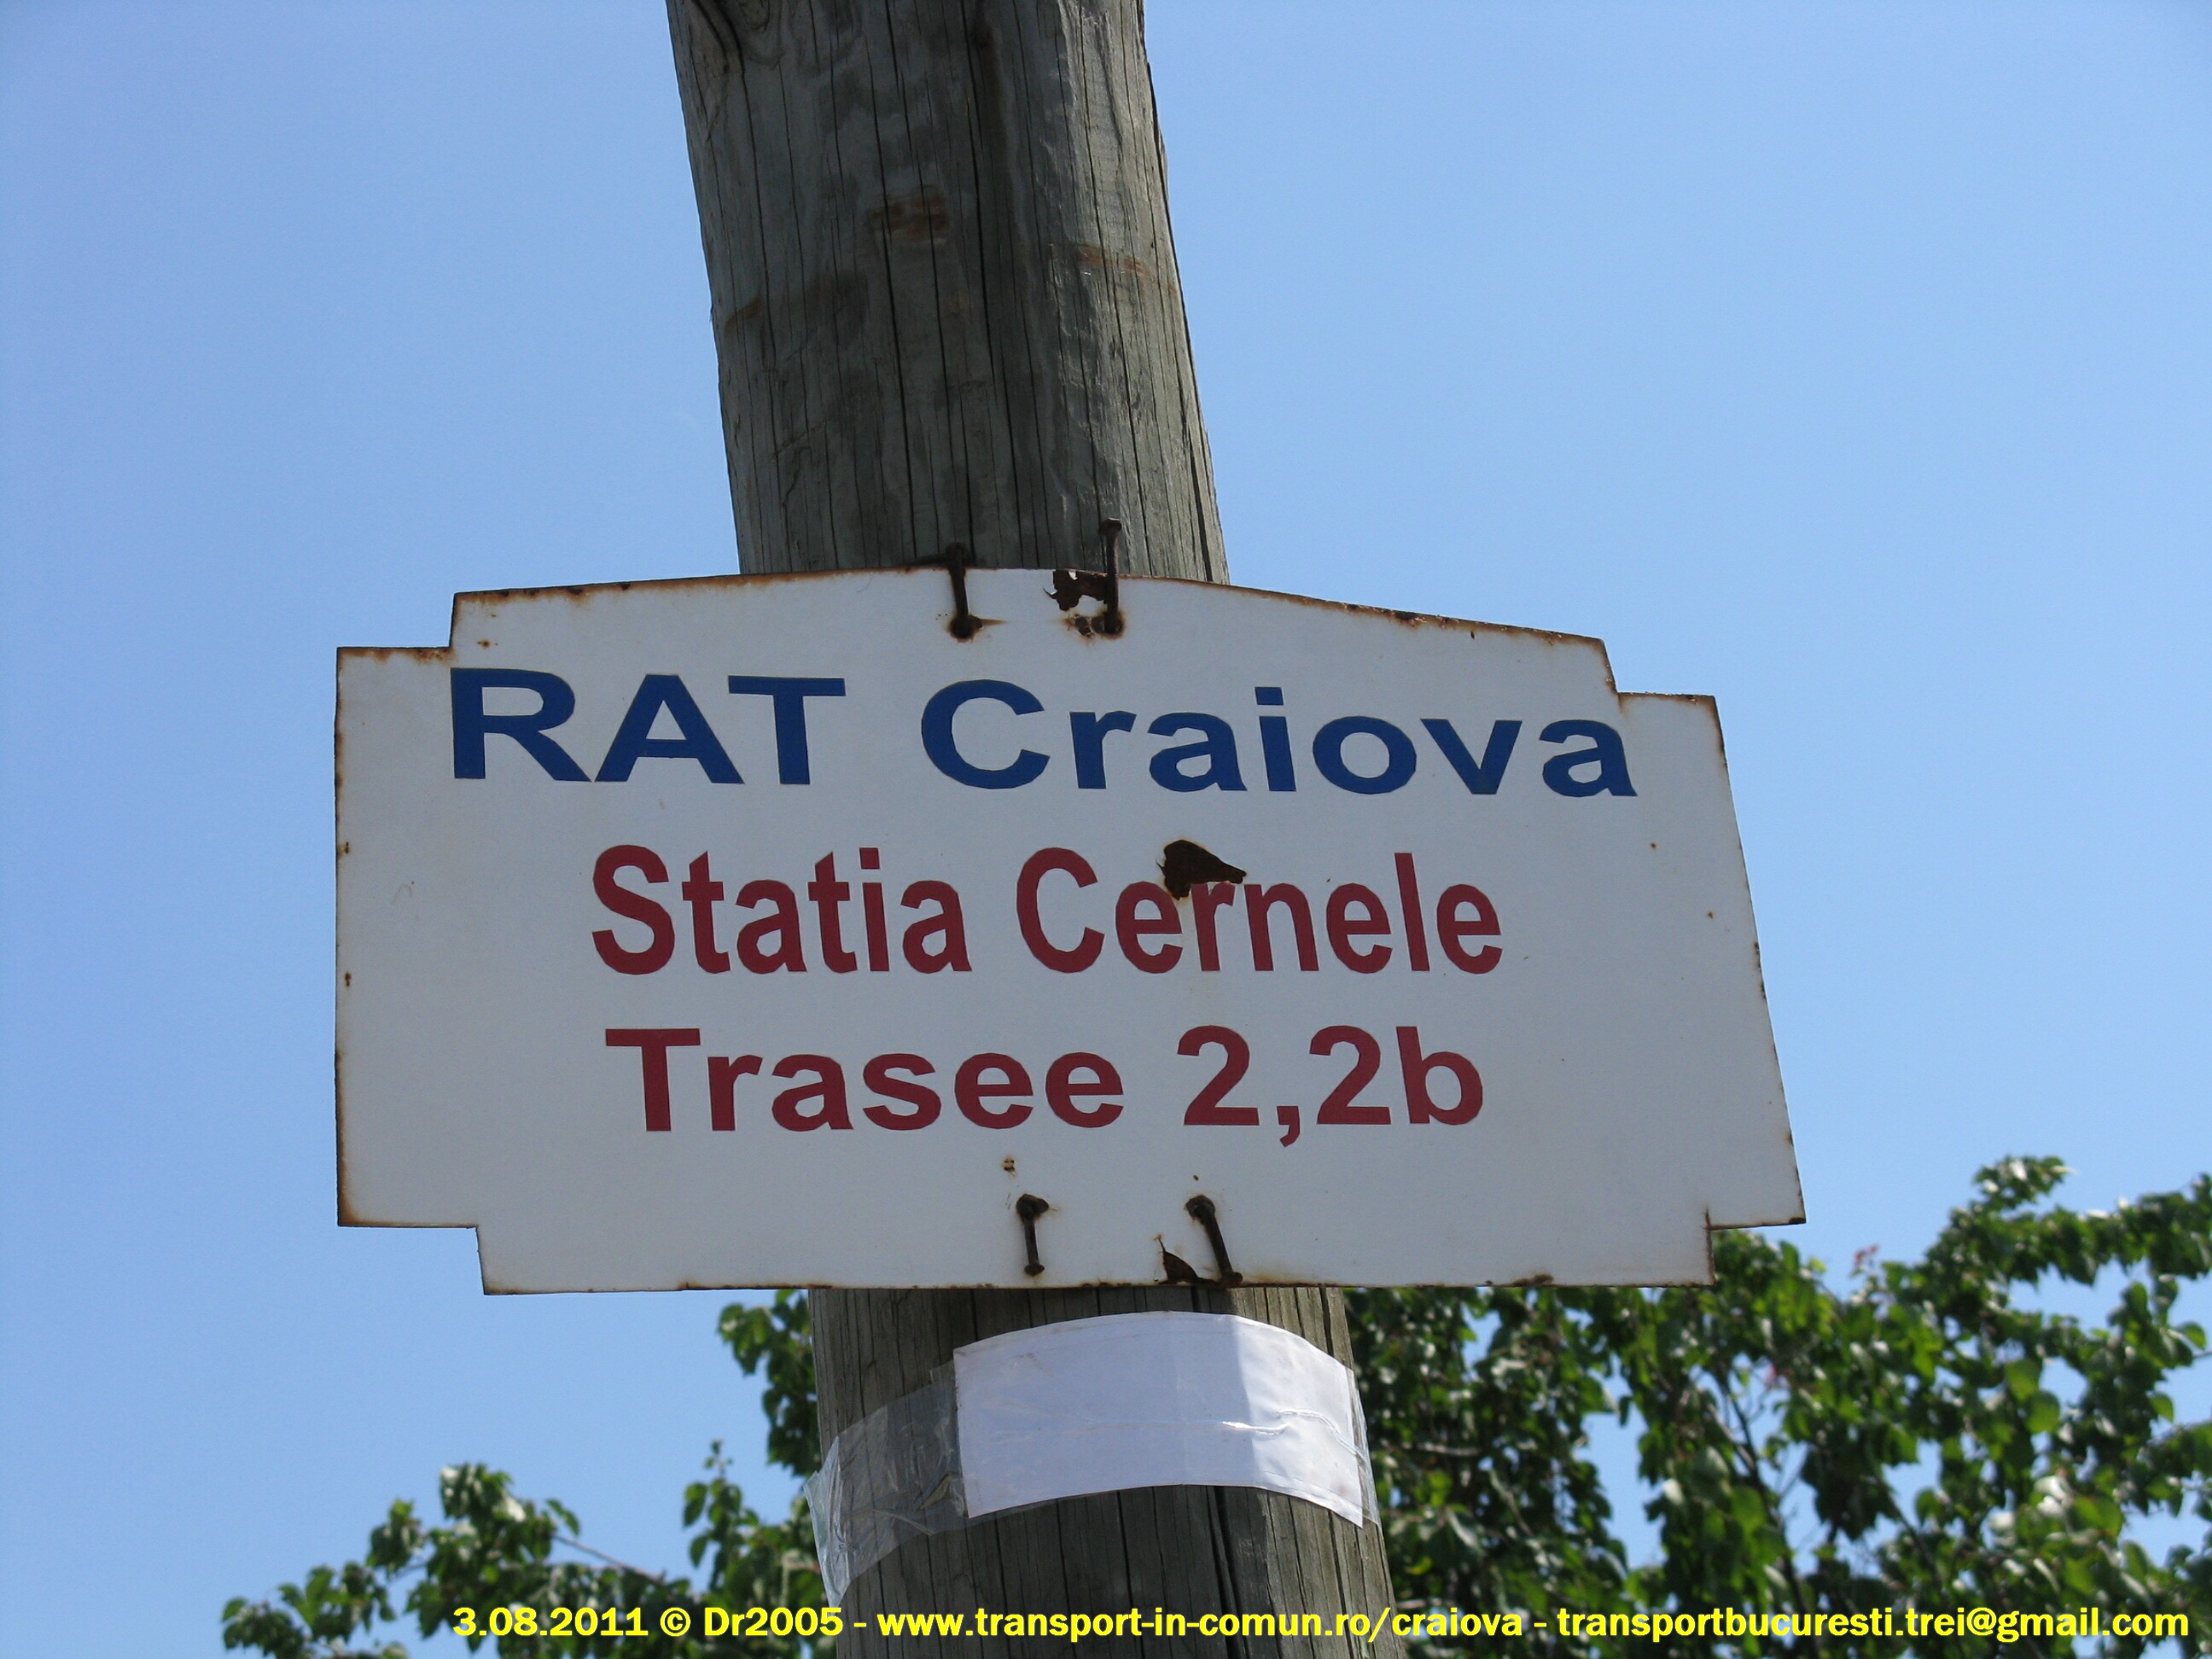 RAT Craiova
Statia Cernele
Trasee 2,2b
3.08.2011 © Dr2005 - www.transport-in-comun.ro/craiova - transportbucuresti.trei@gmail.com